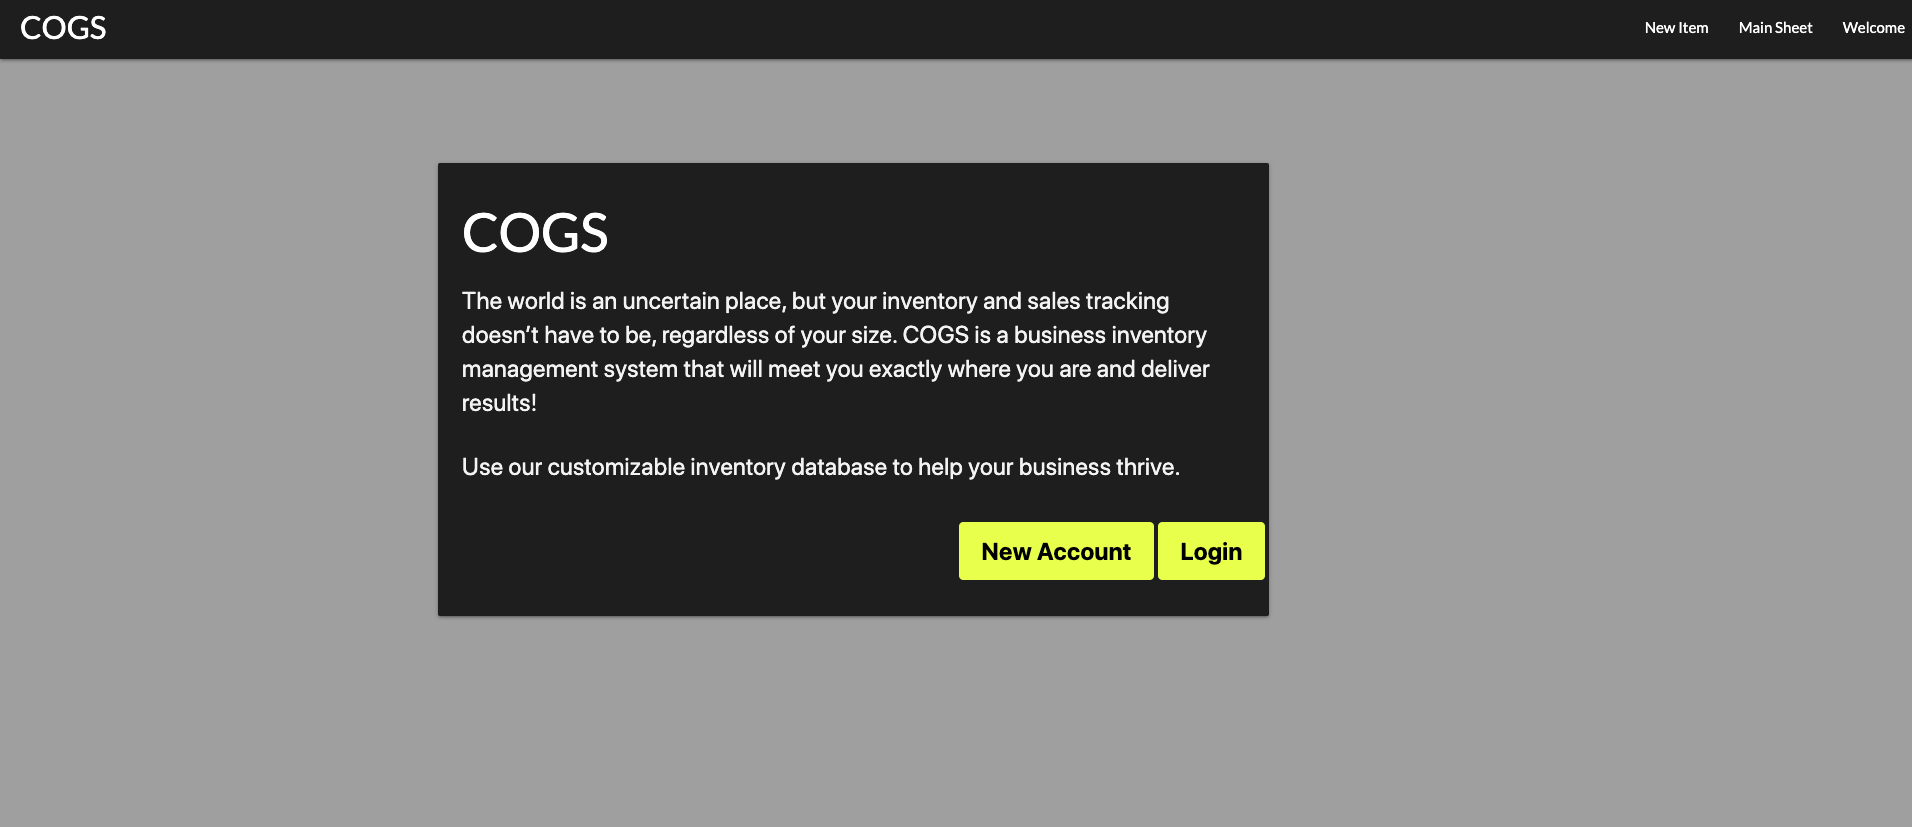 COGS
New Item
Main Sheet
Welcome
COGS
The world is an uncertain place, but your inventory and sales tracking
doesn’t have to be, regardless of your size. COGS is a business inventory
management system that will meet you exactly where you are and deliver
results!
Use our customizable inventory database to help your business thrive.
New Account
Login